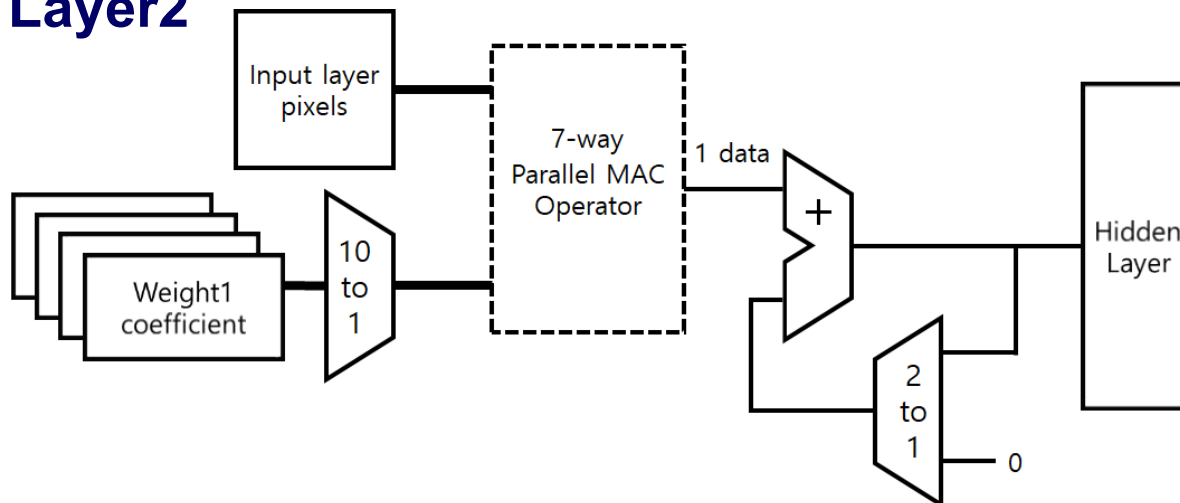 Layer2
Input layer
pixels
7-way
Parallel MAC
Operator
1 data
+
Hidden
Layer
Weight1
coefficient
10
to
1
2
to
1
0